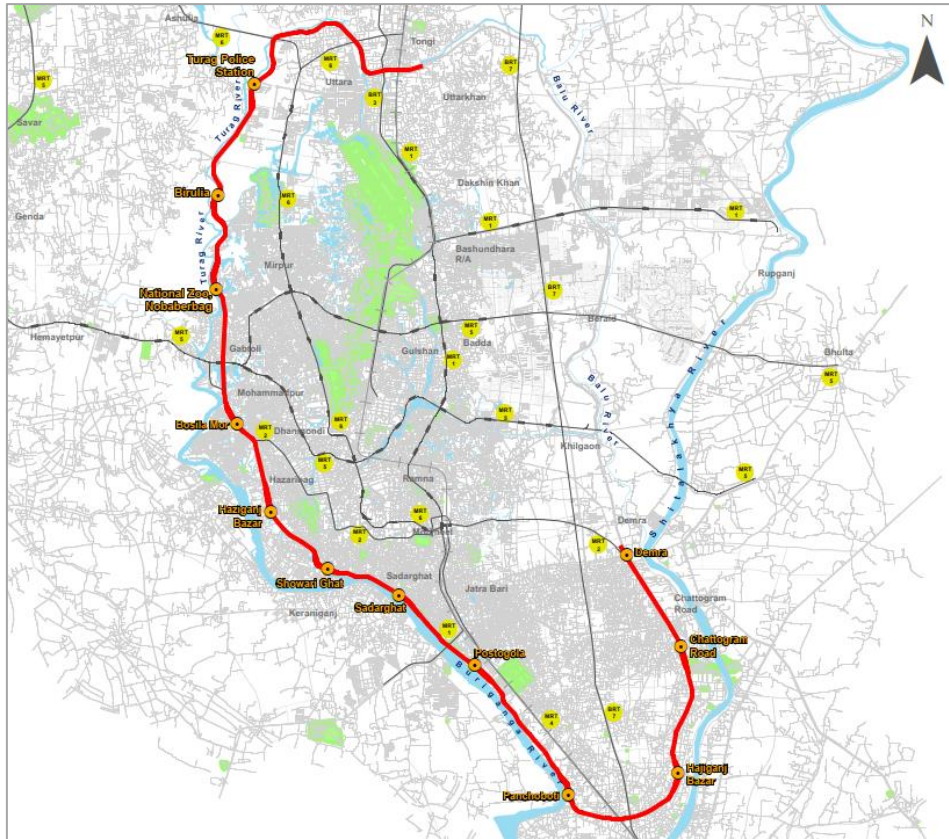 Ashulia
N
MRT
6
Tongi
Turag Police
Station
MRT
6
Uttara
BRT
7
MRT
5
BRT
3
Uttarkhan
Balu River
Savar
Turag River
MRT
1
Dakshin Khan
Birulia
MRT
6
Genda
MRT
1
MRT
1
Turag River
Bashundhara
R/A
Mirpur
Rupganj
National Zoo,
Nobaberbag
BRT
7
Beraid
Hemayetpur
MRT
5
MRT
5
Badda
Gabtoli
Gulshan
MRT
1
Bhulta
MRT
5
Shitalakhya River
Mohammadpur
Balu River
Bosila Mor
MRT
2
Dhanmondi
MRT
6
MRT
5
Khilgaon
MRT
5
MRT
5
Hazaribag
Ramna
Haziganj
Bazar
MRT
6
Demra
MRT
2
MRT
2
Demra
Showari Ghat
Sadarghat
Sadarghat
Jatra Bari
Chattogram
Road
Keraniganj
MRT
1
Chattogram
Road
Postogola
Buriganga River
MRT
4
BRT
7
Hajiganj
Bazar
Panchoboti